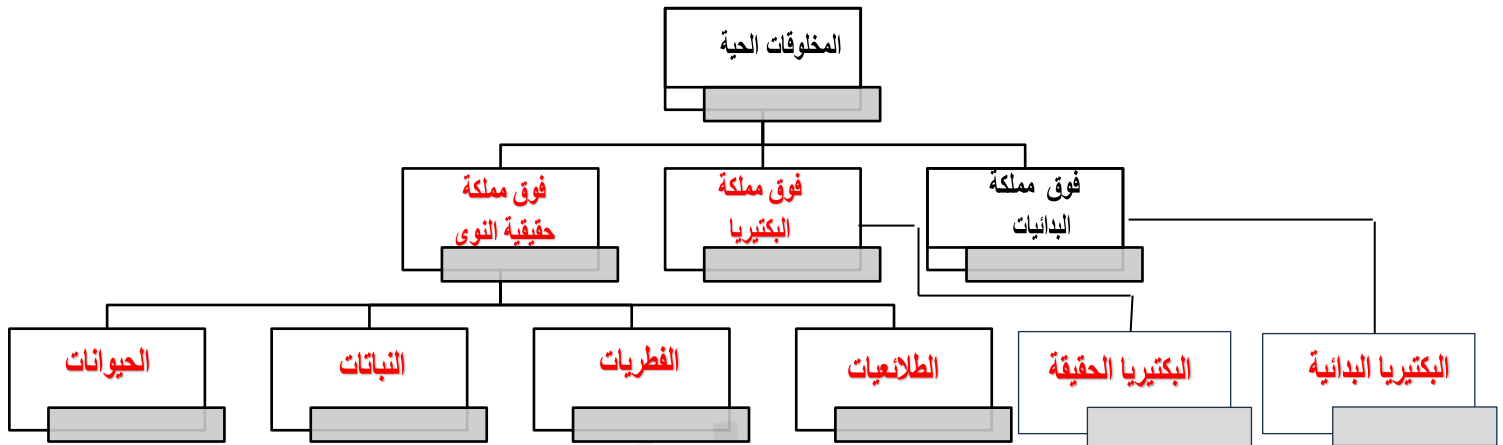 المخلوقات الحية
فوق مملكة
البدائيات
فوق مملكة
البكتيريا
فوق مملكة
حقيقية النوى
البكتيريا البدائية
البكتيريا الحقيقة
الطلائعيات
الفطريات
النباتات
الحيوانات